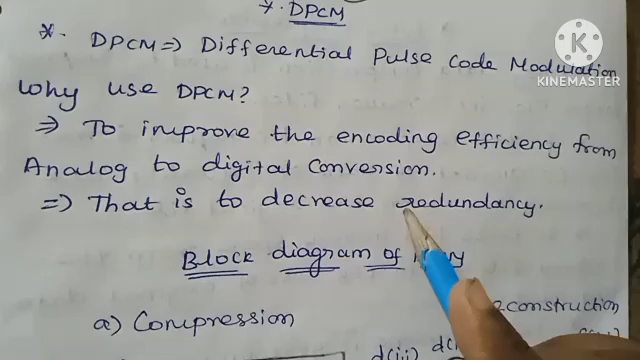 * DPCM
*. DPCM => Differential Pulse Code Modulation
K
KINEMASTER
Why use DPCM?
=> To improve the encoding efficiency from
Analog to digital Conversion.
=> That is to decrease redundancy.
Block diagram of
a) Compression
econstruction
d(i,j)